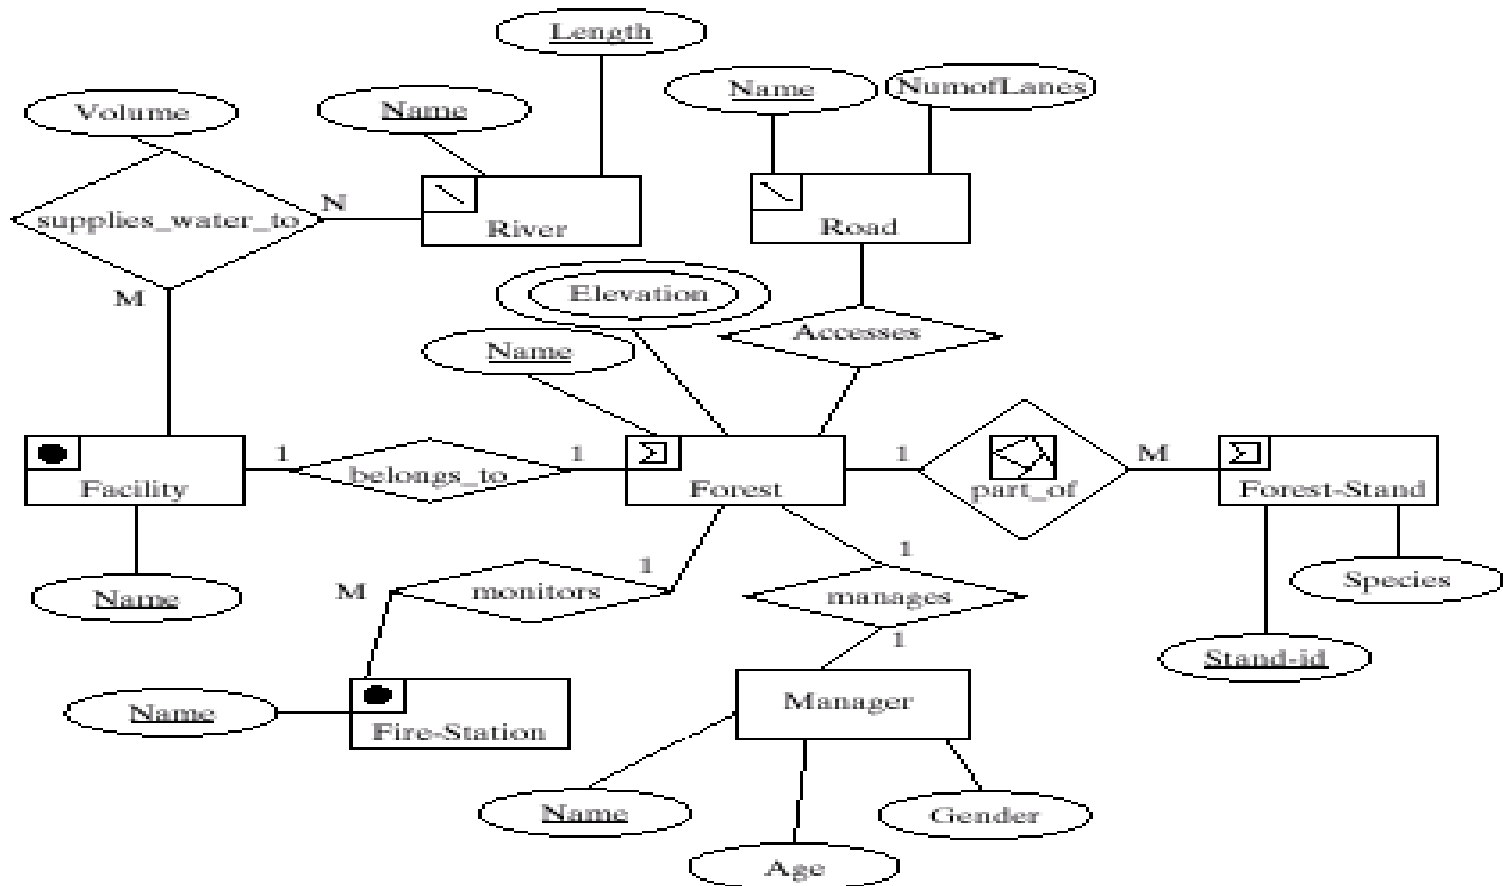 Length
Name
NumofLanes
Volume
Name
N
supplies_water_to
River
Road
M
Elevation
Accesses
Name
1
1
1
M
belongs_to
part_of
Facility
Forest
Forest-Stand
1
1
M
monitors
manages
Species
Name
1
Stand-id
Manager
Name
Fire-Station
Name
Gender
Age